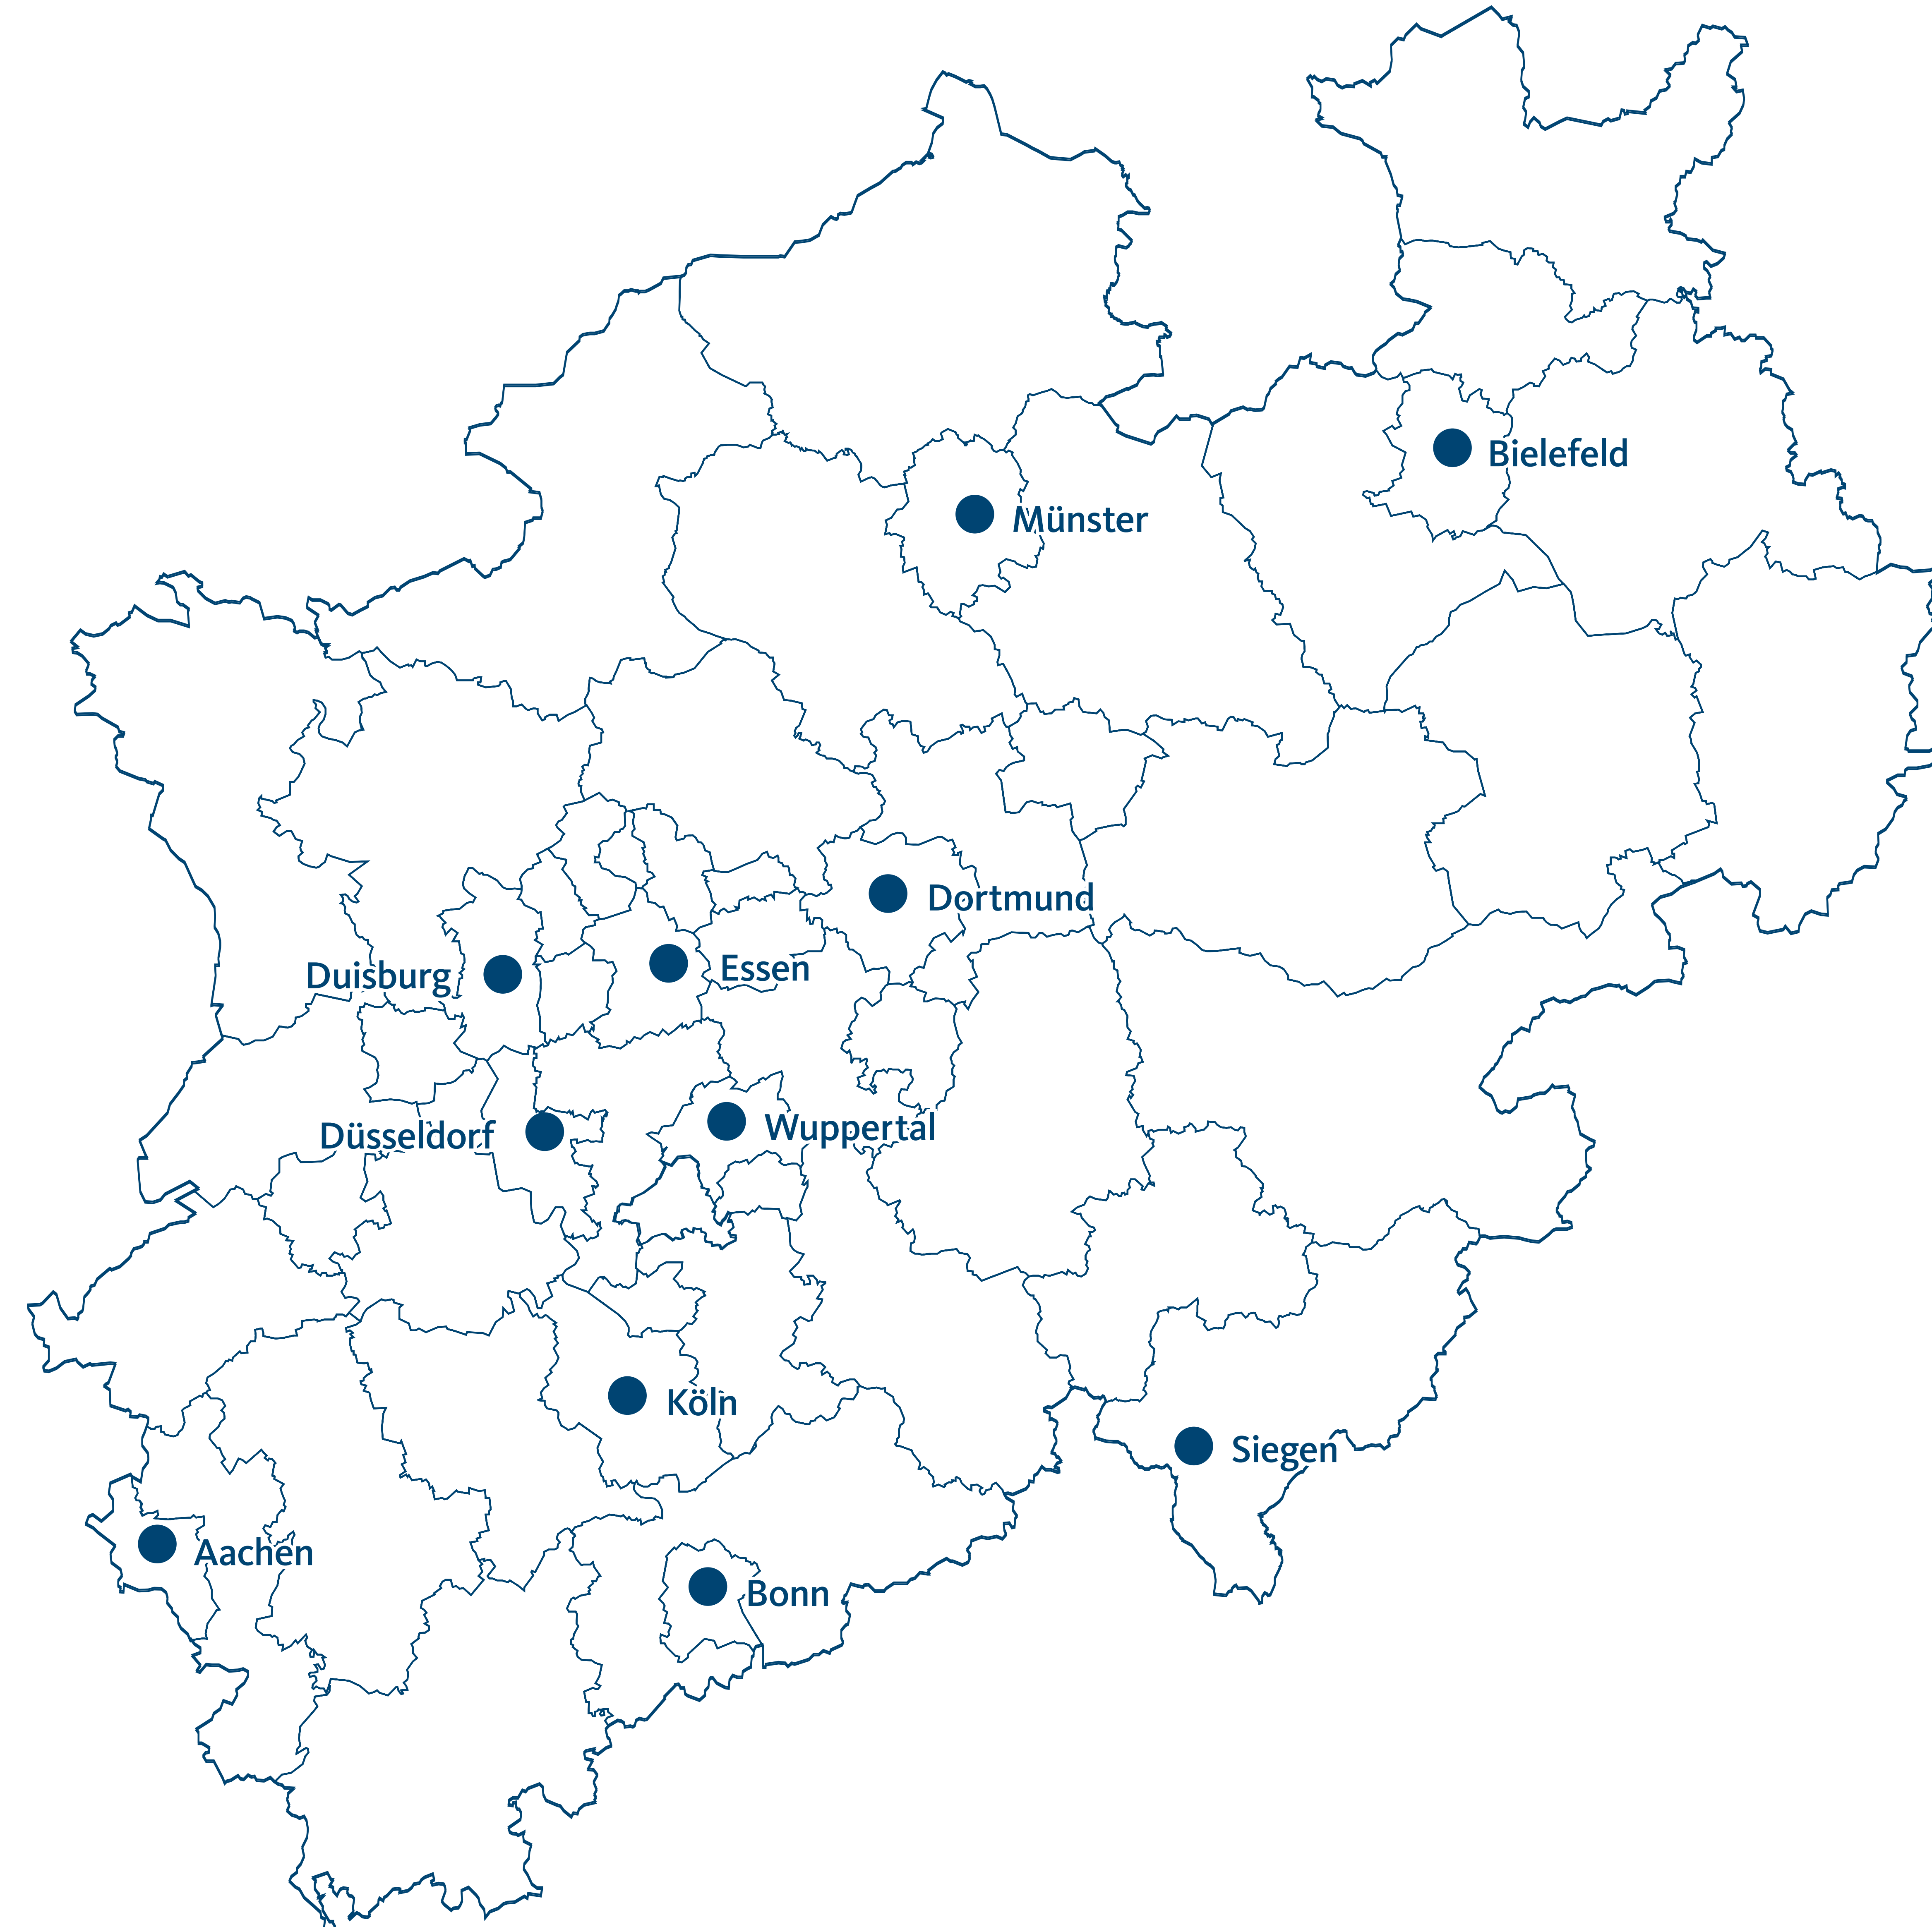 Bielefeld
Münster
Dortmund
Essen
Duisburg
Wuppertal
Düsseldorf
Köln
Siegen
Aachen
Bonn